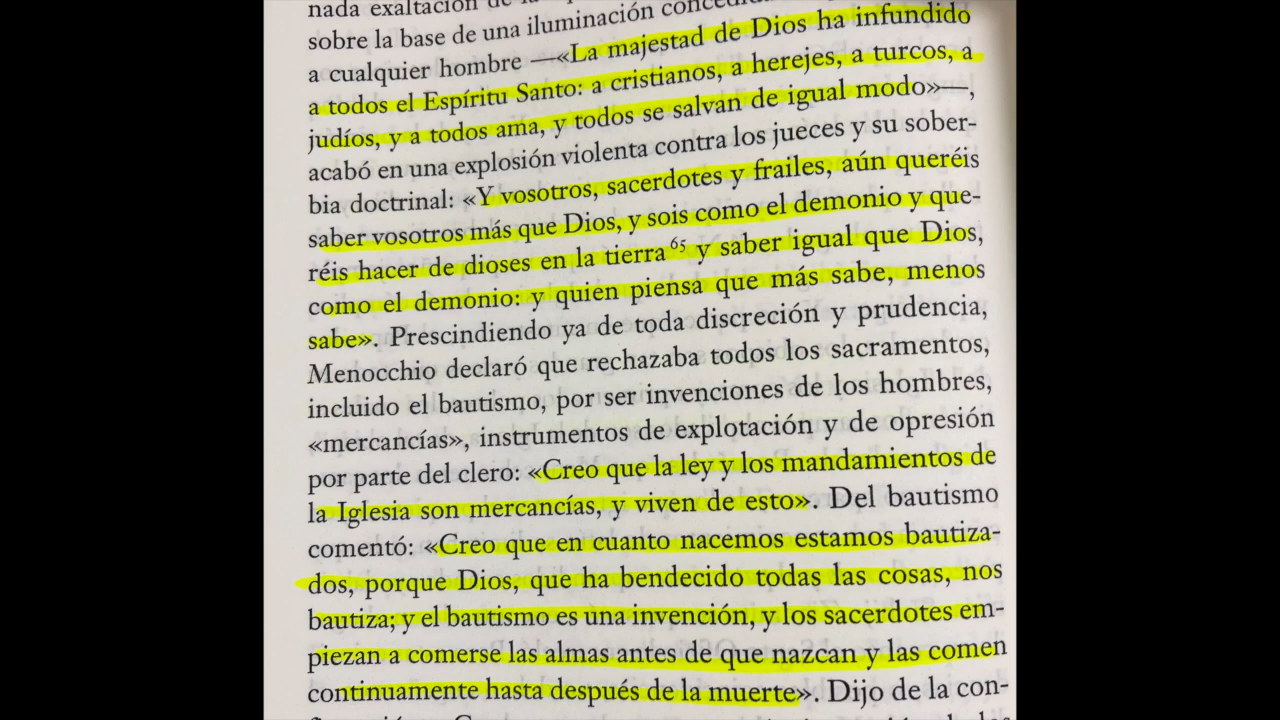 nada exaltación de la
sobre la base de una iluminación
a cualquier hombre —«La majestad de Dios ha infundido
a todos el Espíritu Santo: a cristianos, a herejes, a turcos, a
judíos, y a todos ama, y todos se salvan de igual modo»—,
acabó en una explosión violenta contra los jueces y su sober-
bia doctrinal: «Y vosotros, sacerdotes y frailes, aún queréis
saber vosotros más que Dios, y sois como el demonio y que-
réis hacer de dioses en la tierra⁶⁵ y saber igual que Dios,
como el demonio: y quien piensa que más sabe, menos
sabe». Prescindiendo ya de toda discreción y prudencia,
Menocchio declaró que rechazaba todos los sacramentos,
incluido el bautismo, por ser invenciones de los hombres,
«mercancías», instrumentos de explotación y de opresión
por parte del clero: «Creo que la ley y los mandamientos de
la Iglesia son mercancías, y viven de esto». Del bautismo
comentó: «Creo que en cuanto nacemos estamos bautiza-
dos, porque Dios, que ha bendecido todas las cosas, nos
bautiza; y el bautismo es una invención, y los sacerdotes em-
piezan a comerse las almas antes de que nazcan y las comen
continuamente hasta después de la muerte». Dijo de la con-